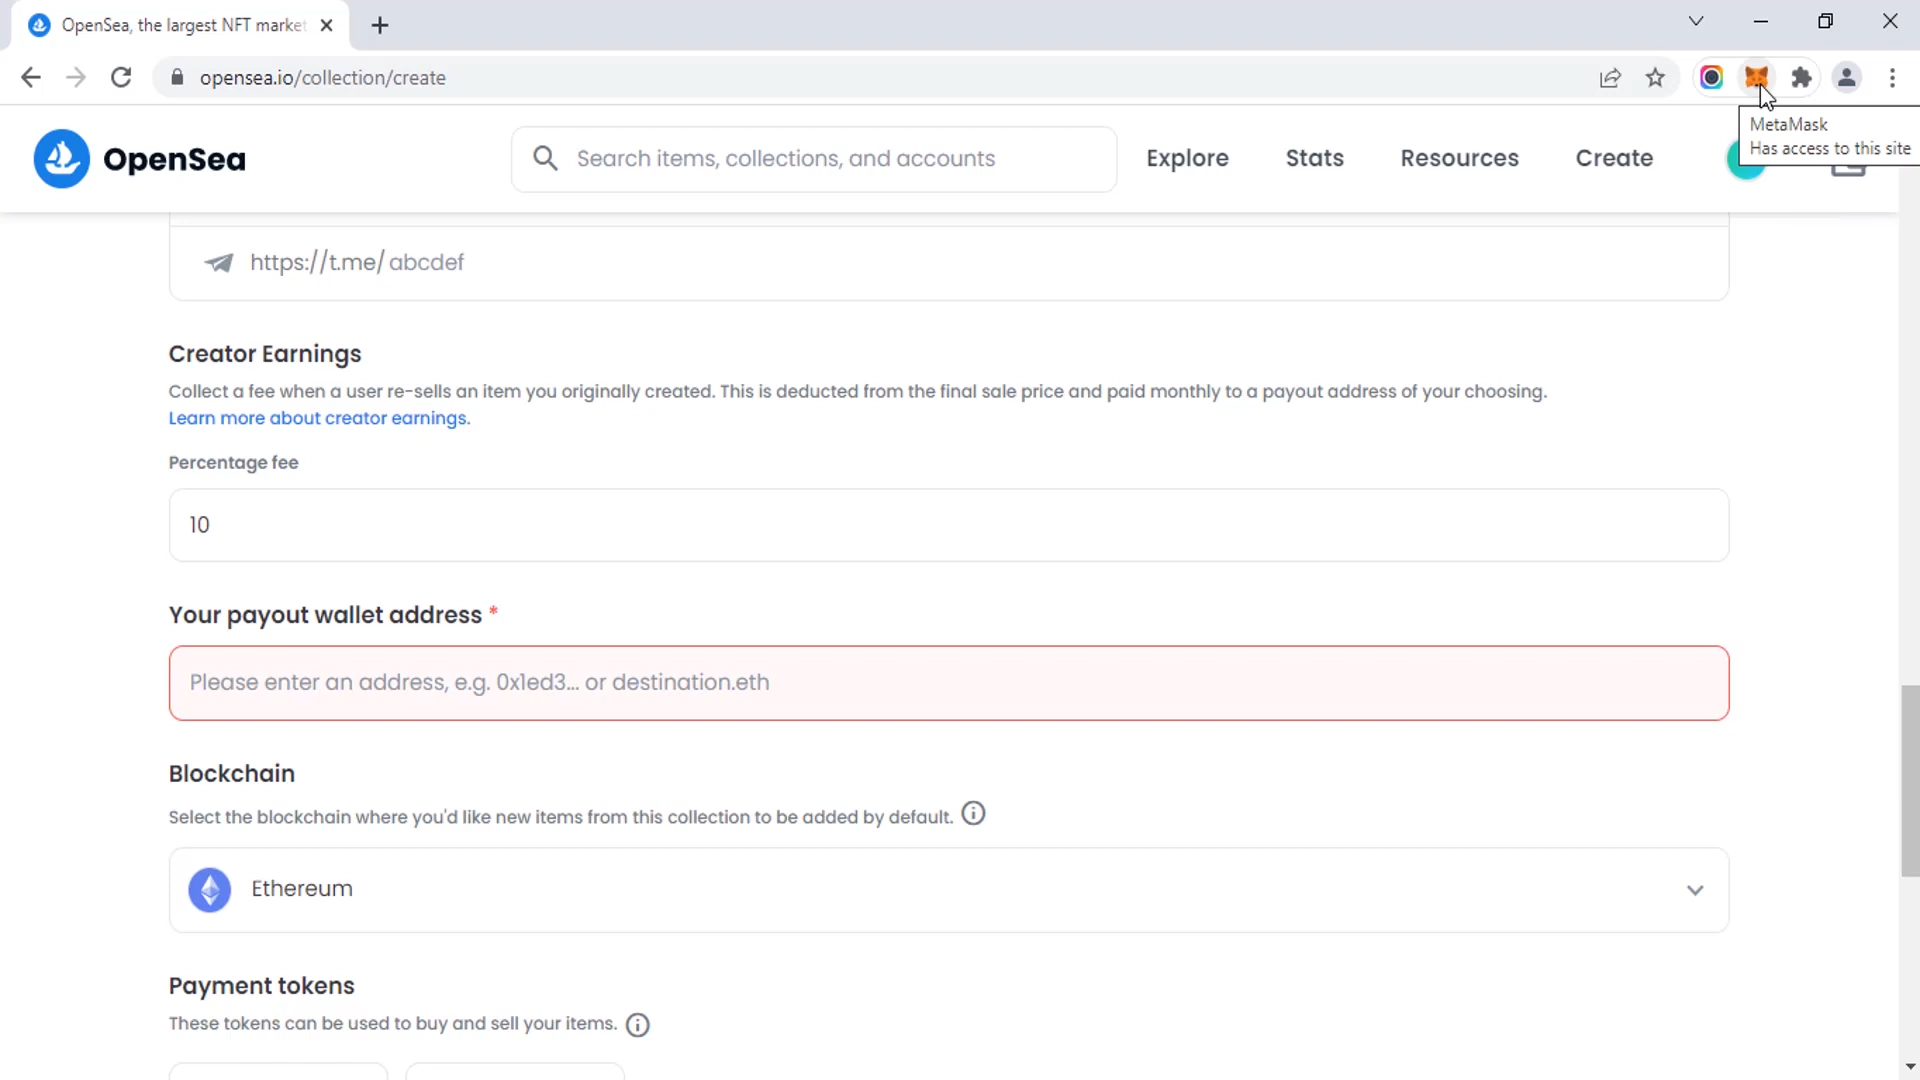 OpenSea, the largest NFT market
opensea.io/collection/create
MetaMask
Has access to this site
OpenSea
Search items, collections, and accounts
Explore
Stats
Resources
Create
https://t.me/ abcdef
Creator Earnings
Collect a fee when a user re-sells an item you originally created. This is deducted from the final sale price and paid monthly to a payout address of your choosing.
Learn more about creator earnings.
Percentage fee
10
Your payout wallet address *
Please enter an address, e.g. 0x1ed3... or destination.eth
Blockchain
Select the blockchain where you'd like new items from this collection to be added by default.
Ethereum
Payment tokens
These tokens can be used to buy and sell your items.